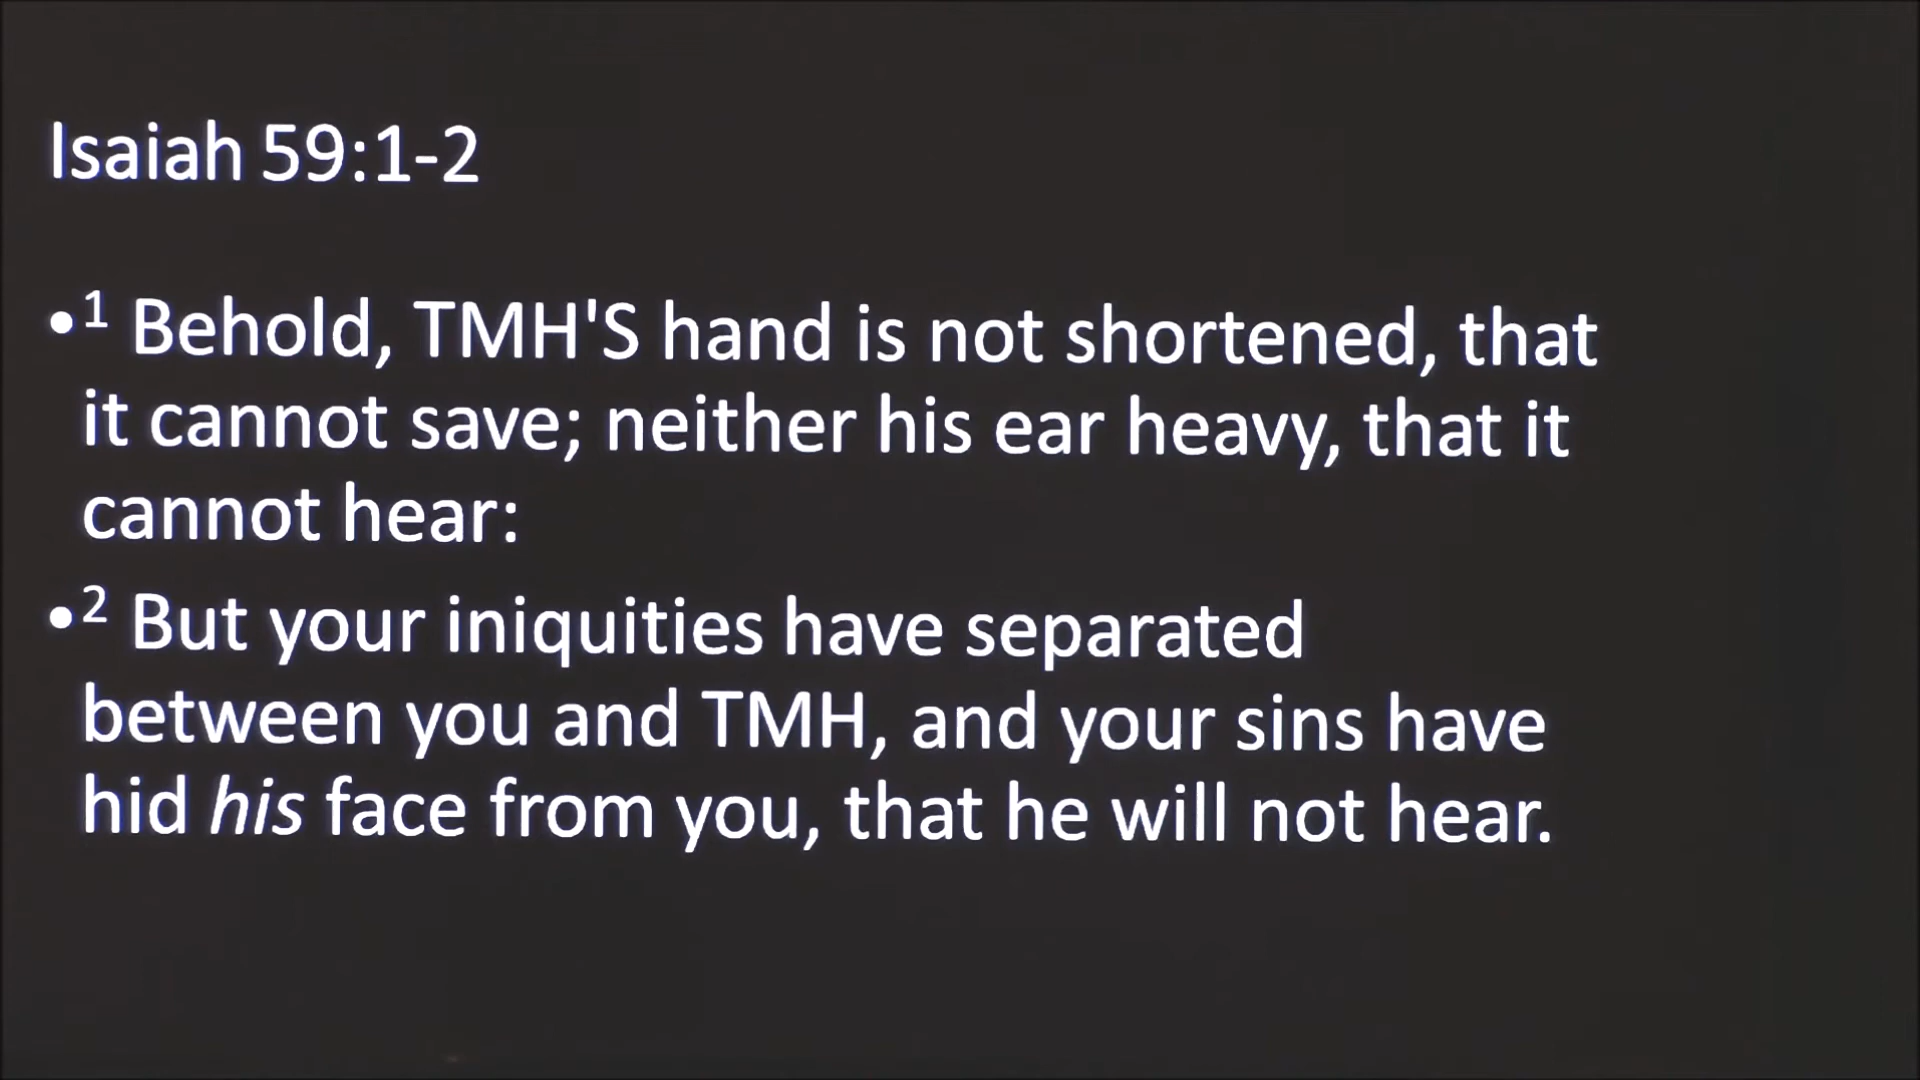 Isaiah 59:1-2
•1 Behold, TMH'S hand is not shortened, that
it cannot save; neither his ear heavy, that it
cannot hear:
•2 But your iniquities have separated
between you and TMH, and your sins have
hid his face from you, that he will not hear.